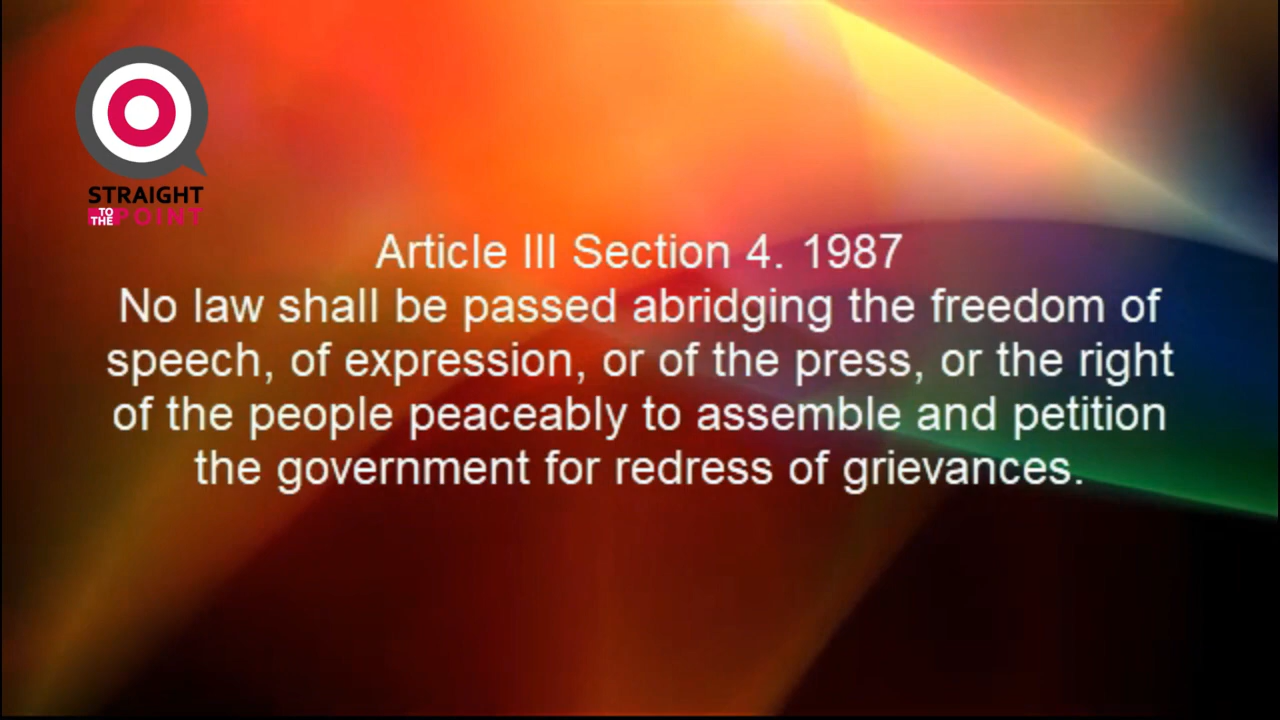 STRAIGHT
TO THE POINT
Article III Section 4. 1987
No law shall be passed abridging the freedom of
speech, of expression, or of the press, or the right
of the people peaceably to assemble and petition
the government for redress of grievances.